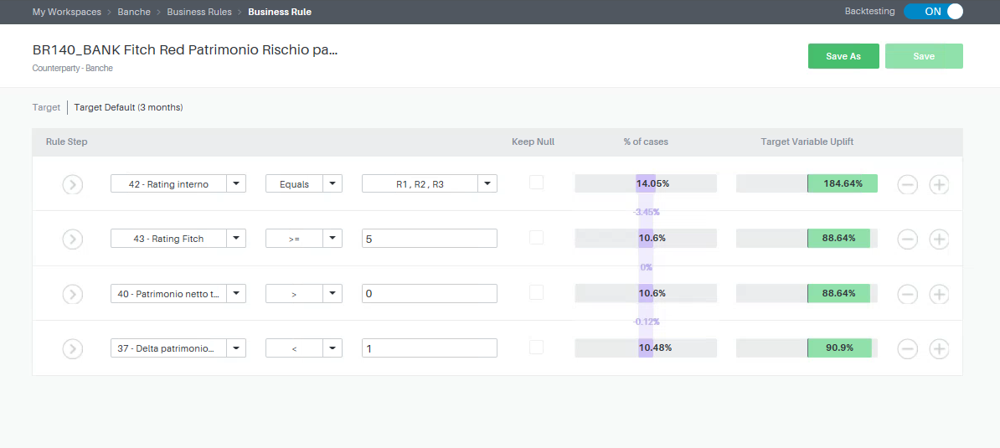 My Workspaces > Banche > Business Rules > Business Rule
Backtesting ON
BR140_BANK Fitch Red Patrimonio Rischio pa...
Counterparty - Banche
Save As
Save
Target | Target Default (3 months)
Rule Step Keep Null % of cases Target Variable Uplift
42 - Rating interno Equals R1 , R2 , R3 14.05% 184.64%
-3.45%
43 - Rating Fitch >= 5 10.6% 88.64%
0%
40 - Patrimonio netto t... > 0 10.6% 88.64%
-0.12%
37 - Delta patrimonio... < 1 10.48% 90.9%